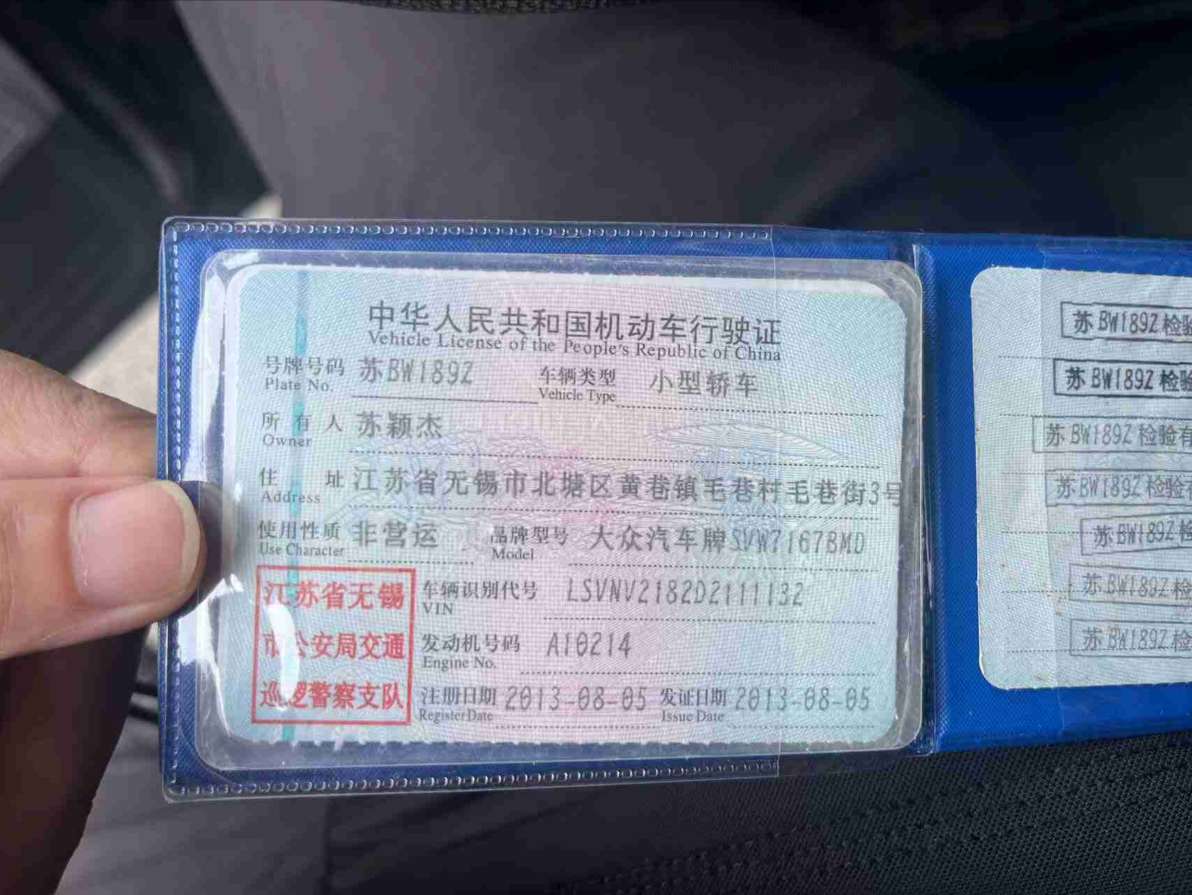 中华人民共和国机动车行驶证
Vehicle License of the People's Republic of China
号牌号码 苏BW189Z 车辆类型 小型轿车
Plate No. Vehicle Type
所有人 苏颖杰
Owner
住址 江苏省无锡市北塘区黄巷镇毛巷村毛巷街3号
Address
使用性质 非营运 品牌型号 大众汽车牌SVW7167BMD
Use Character Model
江苏省无锡
市公安局交通
巡逻警察支队
车辆识别代号 LSVNV2182D2111132
VIN
发动机号码 A10214
Engine No.
注册日期 2013-08-05 发证日期 2013-08-05
Register Date Issue Date
苏BW189Z检验
苏BW189Z检验
苏BW189Z检验有
苏BW189Z检验有
苏BW189Z检
苏BW189Z检
苏BW189Z检